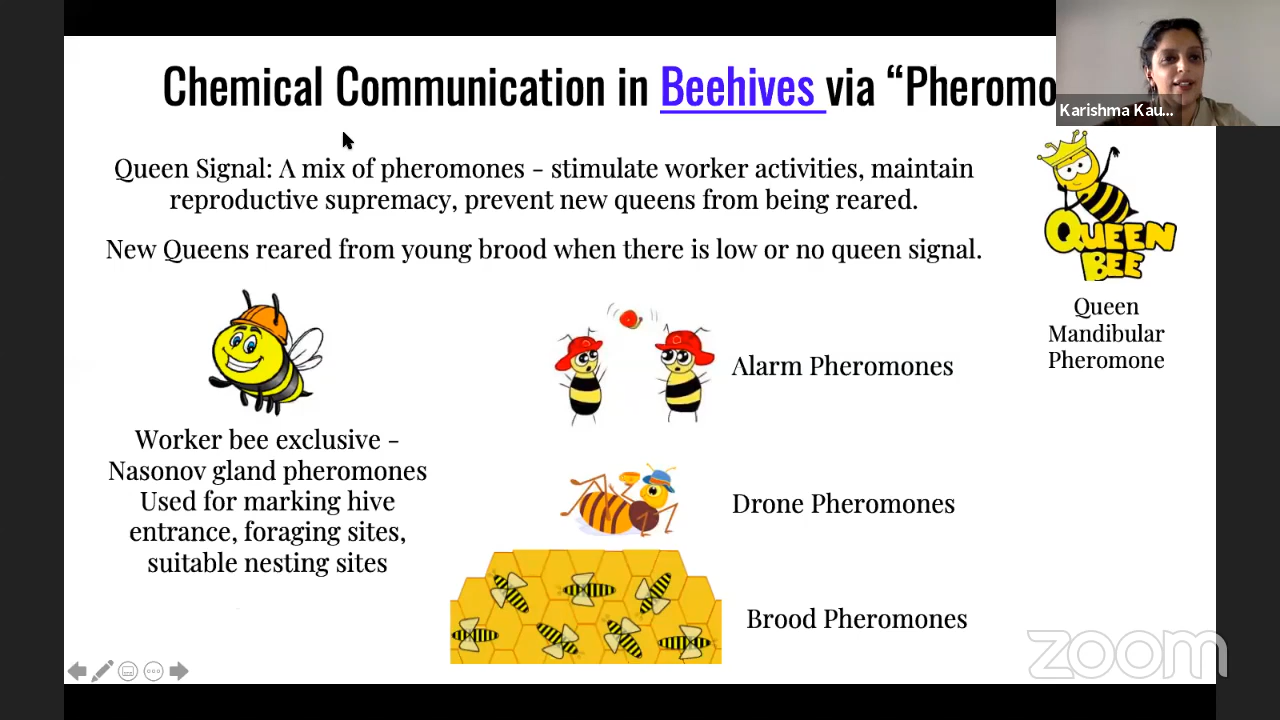 Chemical Communication in Beehives via “Pheromo
Karishma Kau...
Queen Signal: A mix of pheromones - stimulate worker activities, maintain
reproductive supremacy, prevent new queens from being reared.
New Queens reared from young brood when there is low or no queen signal.
QUEEN
BEE
Queen
Mandibular
Pheromone
Alarm Pheromones
Worker bee exclusive -
Nasonov gland pheromones
Used for marking hive
entrance, foraging sites,
suitable nesting sites
Drone Pheromones
Brood Pheromones
zoom